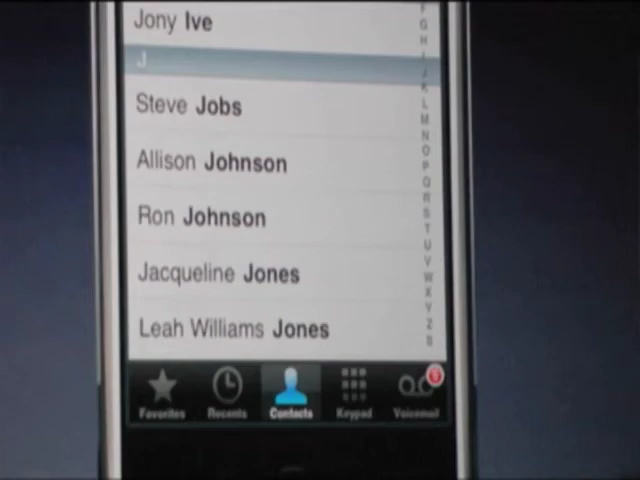 Jony Ive
J
Steve Jobs
Allison Johnson
Ron Johnson
Jacqueline Jones
Leah Williams Jones
F
G
H
I
J
K
L
M
N
O
P
Q
R
S
T
U
V
W
X
Y
Z
Favorites Recents Contacts Keypad Voicemail